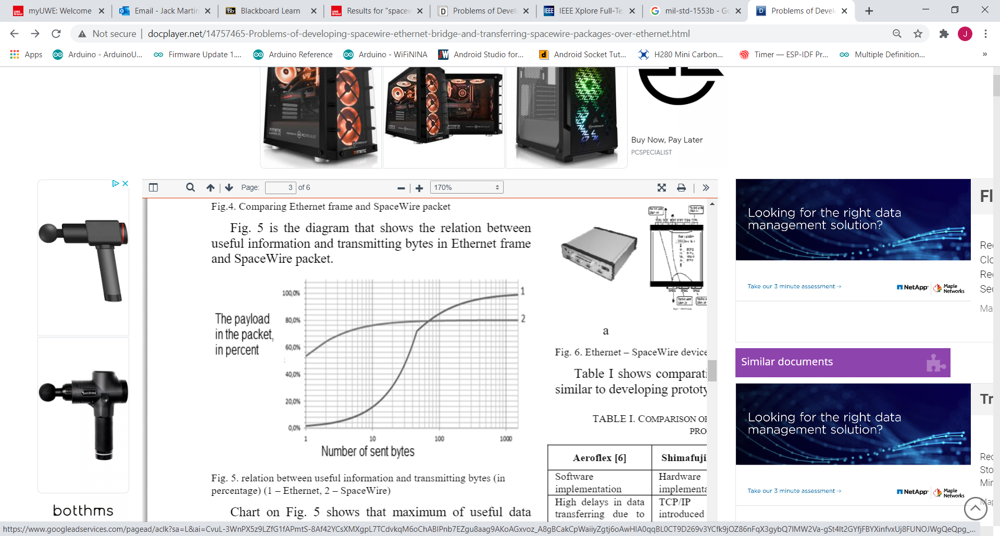 myUWE: Welcome
Email - Jack Martin
Blackboard Learn
Results for "spacew
Problems of Devel
IEEE Xplore Full-Te
mil-std-1553b - Go
Problems of Devel
Not secure
docplayer.net/14757465-Problems-of-developing-spacewire-ethernet-bridge-and-transferring-spacewire-packages-over-ethernet.html
J
Apps
Arduino - ArduinoU...
Firmware Update 1....
Arduino Reference
Arduino - WiFiNINA
Android Studio for...
Android Socket Tut...
H280 Mini Carbon...
Timer — ESP-IDF Pr...
Multiple Definition...
»
Buy Now, Pay Later
PCSPECIALIST
Page: 3 of 6
170%
Fig.4. Comparing Ethernet frame and SpaceWire packet
Fig. 5 is the diagram that shows the relation between
useful information and transmitting bytes in Ethernet frame
and SpaceWire packet.
100,0%
80,0%
60,0%
40,0%
20,0%
0,0%
The payload
in the packet,
in percent
1
2
1 10 100 1000
Number of sent bytes
Fig. 5. relation between useful information and transmitting bytes (in
percentage) (1 – Ethernet, 2 – SpaceWire)
Chart on Fig. 5 shows that maximum of useful data
a
Fig. 6. Ethernet – SpaceWire device
Table I shows comparati
similar to developing prototy
TABLE I. COMPARISON OF
PRO
Aeroflex [6]
Shimafuji
Software
implementation
Hardware
implementa
High delays in data
transferring due to
TCP/IP
introduced
botthms
Looking for the right data
management solution?
Take our 3 minute assessment →
NetApp
Maple
Networks
Fl
Re
Clo
Re
Se
Ma
Similar documents
Looking for the right data
management solution?
Take our 3 minute assessment →
NetApp
Maple
Networks
Tr
Rec
Sto
Mir
Map
https://www.googleadservices.com/pagead/aclk?sa=L&ai=CvuL-3WnPX5z9LZfG1fAPmtS-8Af42YCsXMXgpL7TCdvkqM6oChABIPnb7EZgu8aag9AKoAGxvoz_A8gBCakCpWaiiyZgtj6oAwHIA0qqBL0CT9D269v3YCfk9jOZ86nFqX3gybQ7IMW2Va-gSt4It2GYfjFBYXinfvxUj8FUNOJWgQeQpg_...